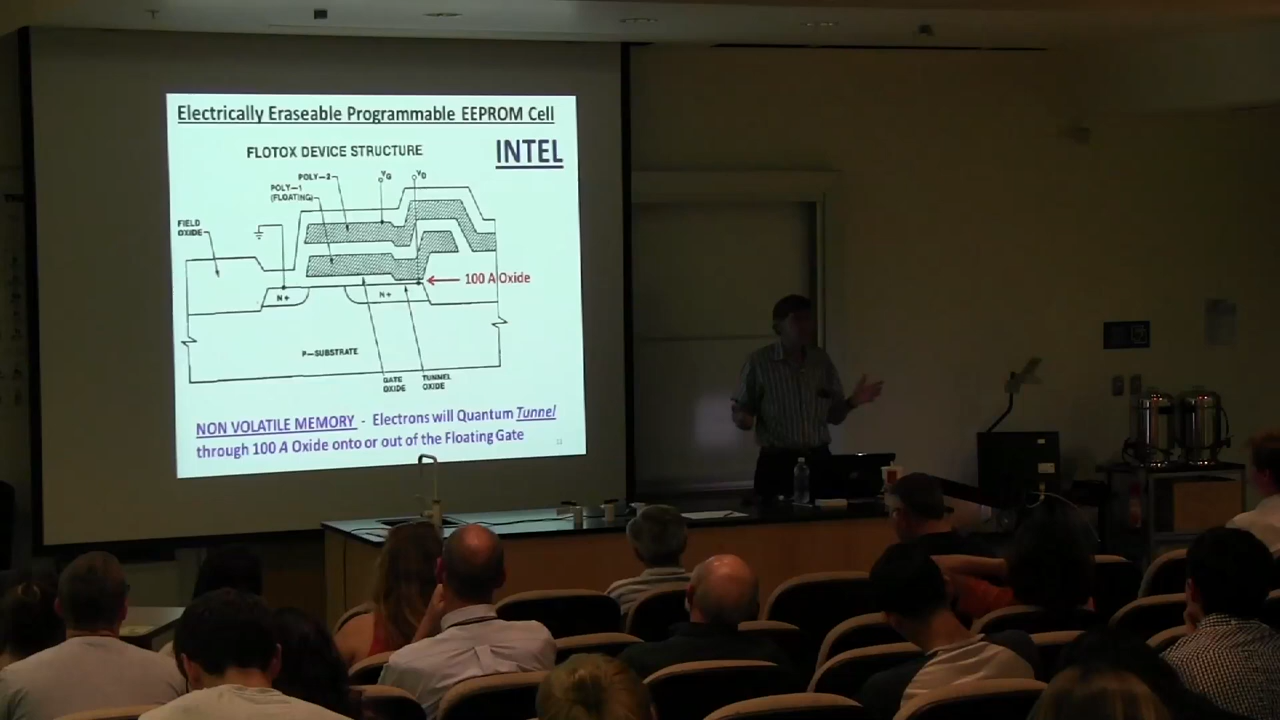 Electrically Eraseable Programmable EEPROM Cell
FLOTOX DEVICE STRUCTURE
INTEL
POLY-2
VG
VD
POLY-1
(FLOATING)
FIELD
OXIDE
100 A Oxide
N+
N+
P-SUBSTRATE
GATE
OXIDE
TUNNEL
OXIDE
NON VOLATILE MEMORY - Electrons will Quantum Tunnel
through 100 A Oxide onto or out of the Floating Gate